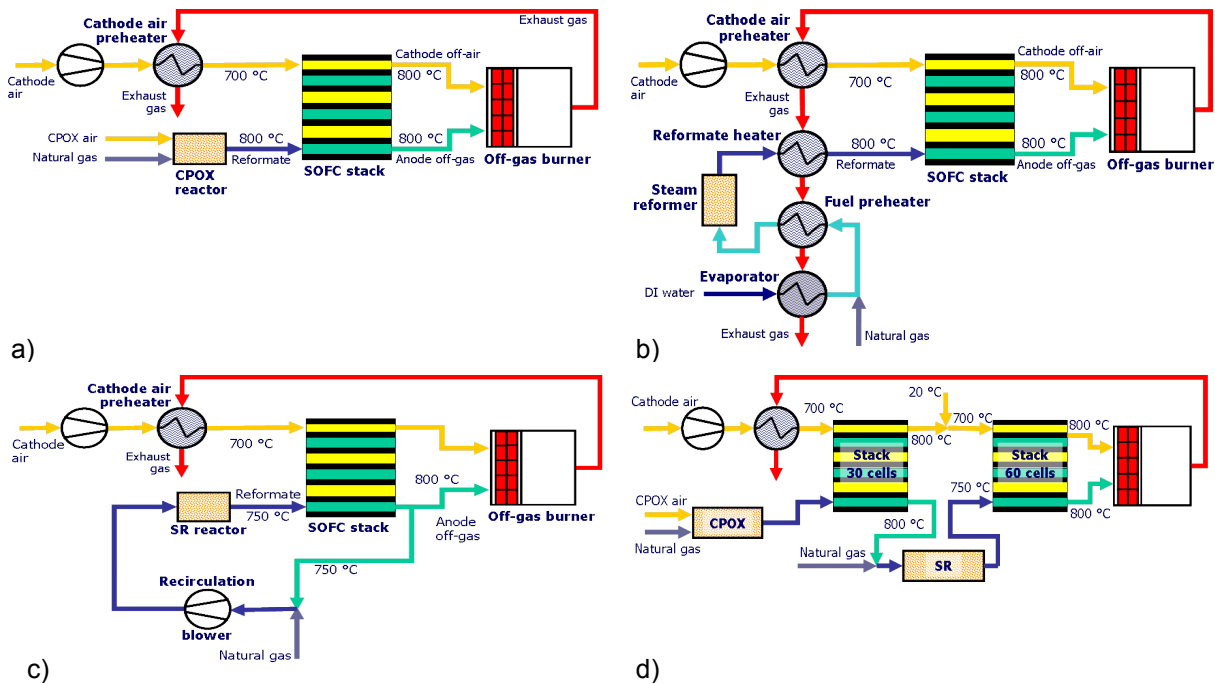 Cathode air
preheater
Exhaust gas
Cathode
air
700 °C
Cathode off-air
800 °C
Exhaust
gas
CPOX air
Natural gas
800 °C
Reformate
CPOX
reactor
SOFC stack
800 °C
Anode off-gas
Off-gas burner
a)
Cathode air
preheater
Cathode
air
700 °C
Cathode off-air
800 °C
Exhaust
gas
Reformate heater
800 °C
Reformate
SOFC stack
800 °C
Anode off-gas
Off-gas burner
Steam
reformer
Fuel preheater
Evaporator
DI water
Exhaust gas
Natural gas
b)
Cathode air
preheater
Cathode
air
700 °C
Exhaust
gas
SR reactor
Reformate
750 °C
SOFC stack
800 °C
Anode
off-gas
Off-gas burner
750 °C
Recirculation
blower
Natural gas
c)
Cathode air
700 °C
20 °C
800 °C
700 °C
800 °C
Stack
30 cells
Stack
60 cells
CPOX air
Natural gas
CPOX
750 °C
800 °C
800 °C
Natural gas
SR
d)